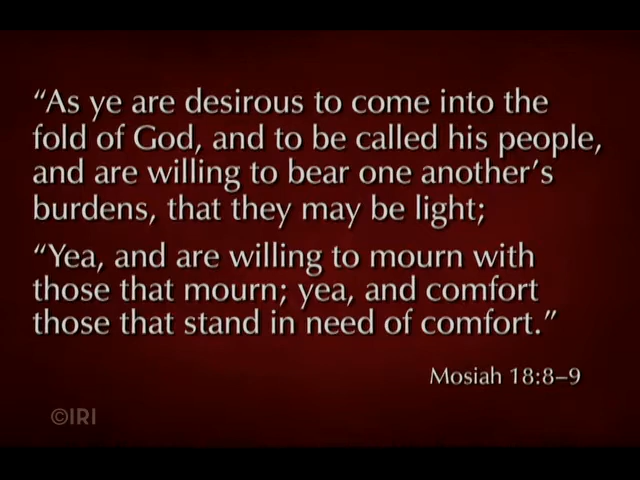 “As ye are desirous to come into the
fold of God, and to be called his people,
and are willing to bear one another’s
burdens, that they may be light;
“Yea, and are willing to mourn with
those that mourn; yea, and comfort
those that stand in need of comfort.”
Mosiah 18:8–9
©IRI